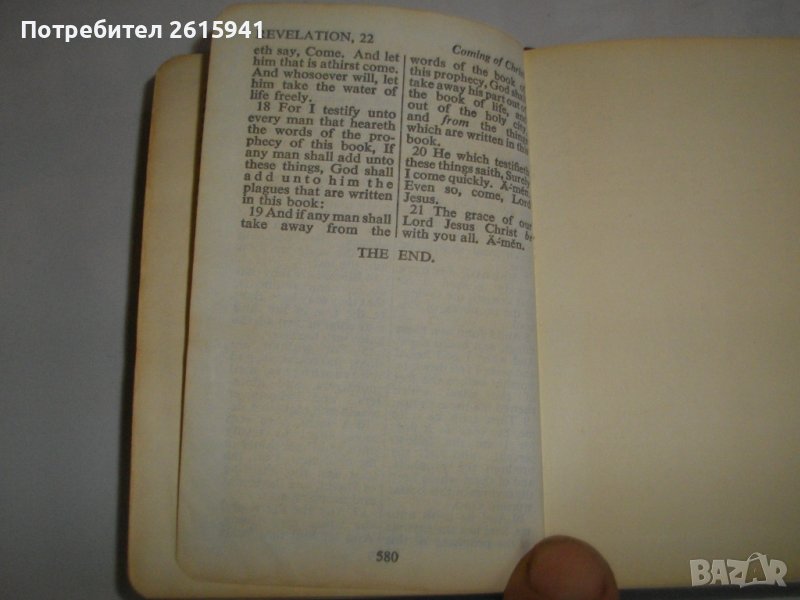 Потребител 2615941
REVELATION, 22
Coming of Christ
eth say, Come. And let
him that is athirst come.
And whosoever will, let
him take the water of
life freely.
18 For I testify unto
every man that heareth
the words of the pro-
phecy of this book, If
any man shall add unto
these things, God shall
add unto him the
plagues that are written
in this book:
19 And if any man shall
take away from the
words of the book of
this prophecy, God shall
take away his part out of
the book of life, and
out of the holy city,
and from the things
which are written in this
book.
20 He which testifieth
these things saith, Surely
I come quickly. Ā-mĕn.
Even so, come, Lord
Jesus.
21 The grace of our
Lord Jesus Christ be
with you all. Ā-mĕn.
THE END.
580
BAZAR